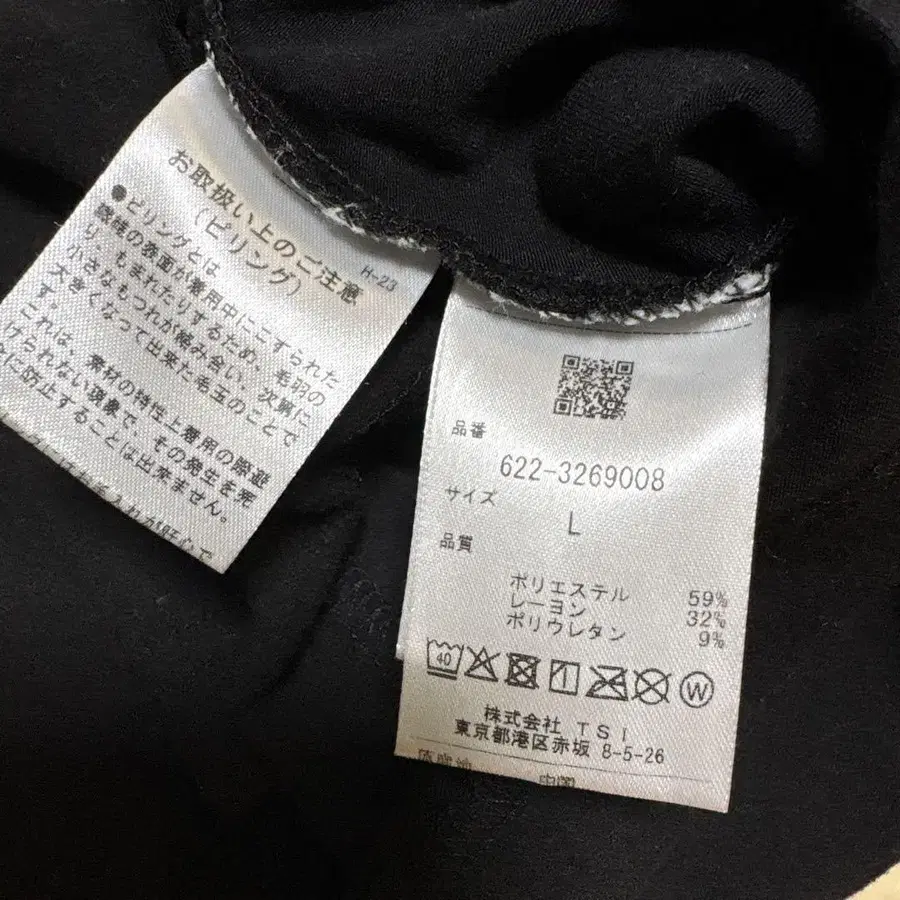 お取扱い上のご注意
(ピリング) H-23
●ピリングとは
繊維の表面が着用中にこすられた
り、もまれたりするため、毛羽の
小さなもつれが絡み合い、次第に
大きくなって出来た毛玉のことで
す。
これは、素材の特性上着用の際避
けられない現象で、その発生を完
に防止することは出来ません。
品番
622-3269008
サイズ
L
品質
ポリエステル 59%
レーヨン 32%
ポリウレタン 9%
40
W
株式会社 TSI
東京都港区赤坂 8-5-26
原産地 中国